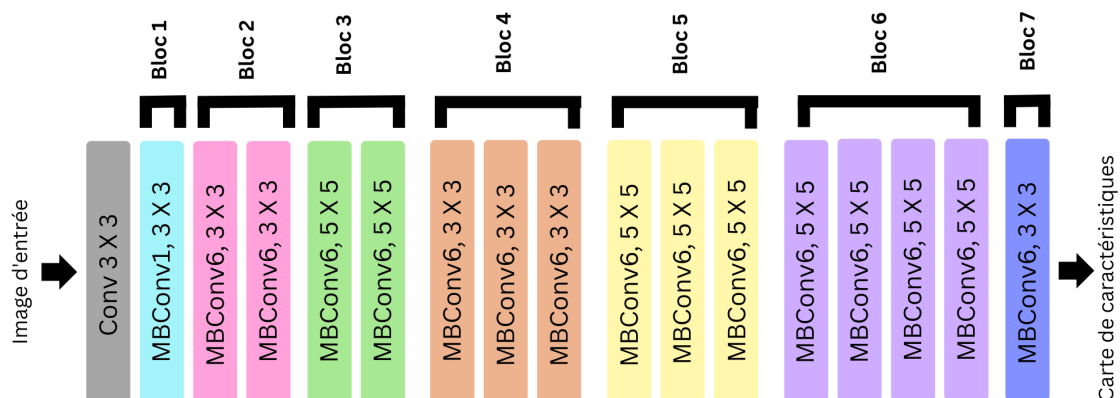 Bloc 1
Bloc 2
Bloc 3
Bloc 4
Bloc 5
Bloc 6
Bloc 7
Image d'entrée
Conv 3 X 3
MBConv1, 3 X 3
MBConv6, 3 X 3
MBConv6, 3 X 3
MBConv6, 5 X 5
MBConv6, 5 X 5
MBConv6, 3 X 3
MBConv6, 3 X 3
MBConv6, 3 X 3
MBConv6, 5 X 5
MBConv6, 5 X 5
MBConv6, 5 X 5
MBConv6, 5 X 5
MBConv6, 5 X 5
MBConv6, 5 X 5
MBConv6, 5 X 5
MBConv6, 3 X 3
Carte de caractéristiques